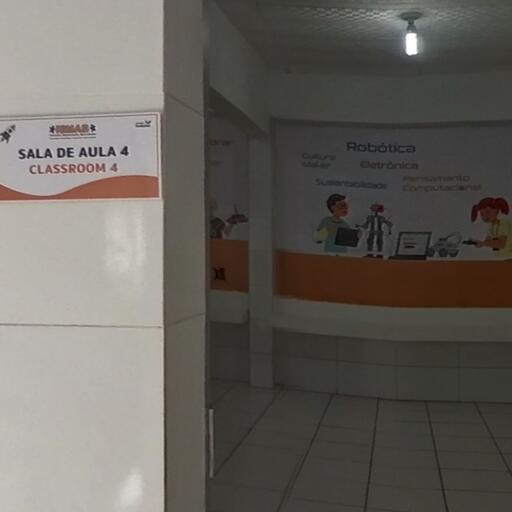 SALA DE AULA 4
CLASSROOM 4
Robótica
Cultura
Maker
Eletrônica
Sustentabilidade
Pensamento
Computacional